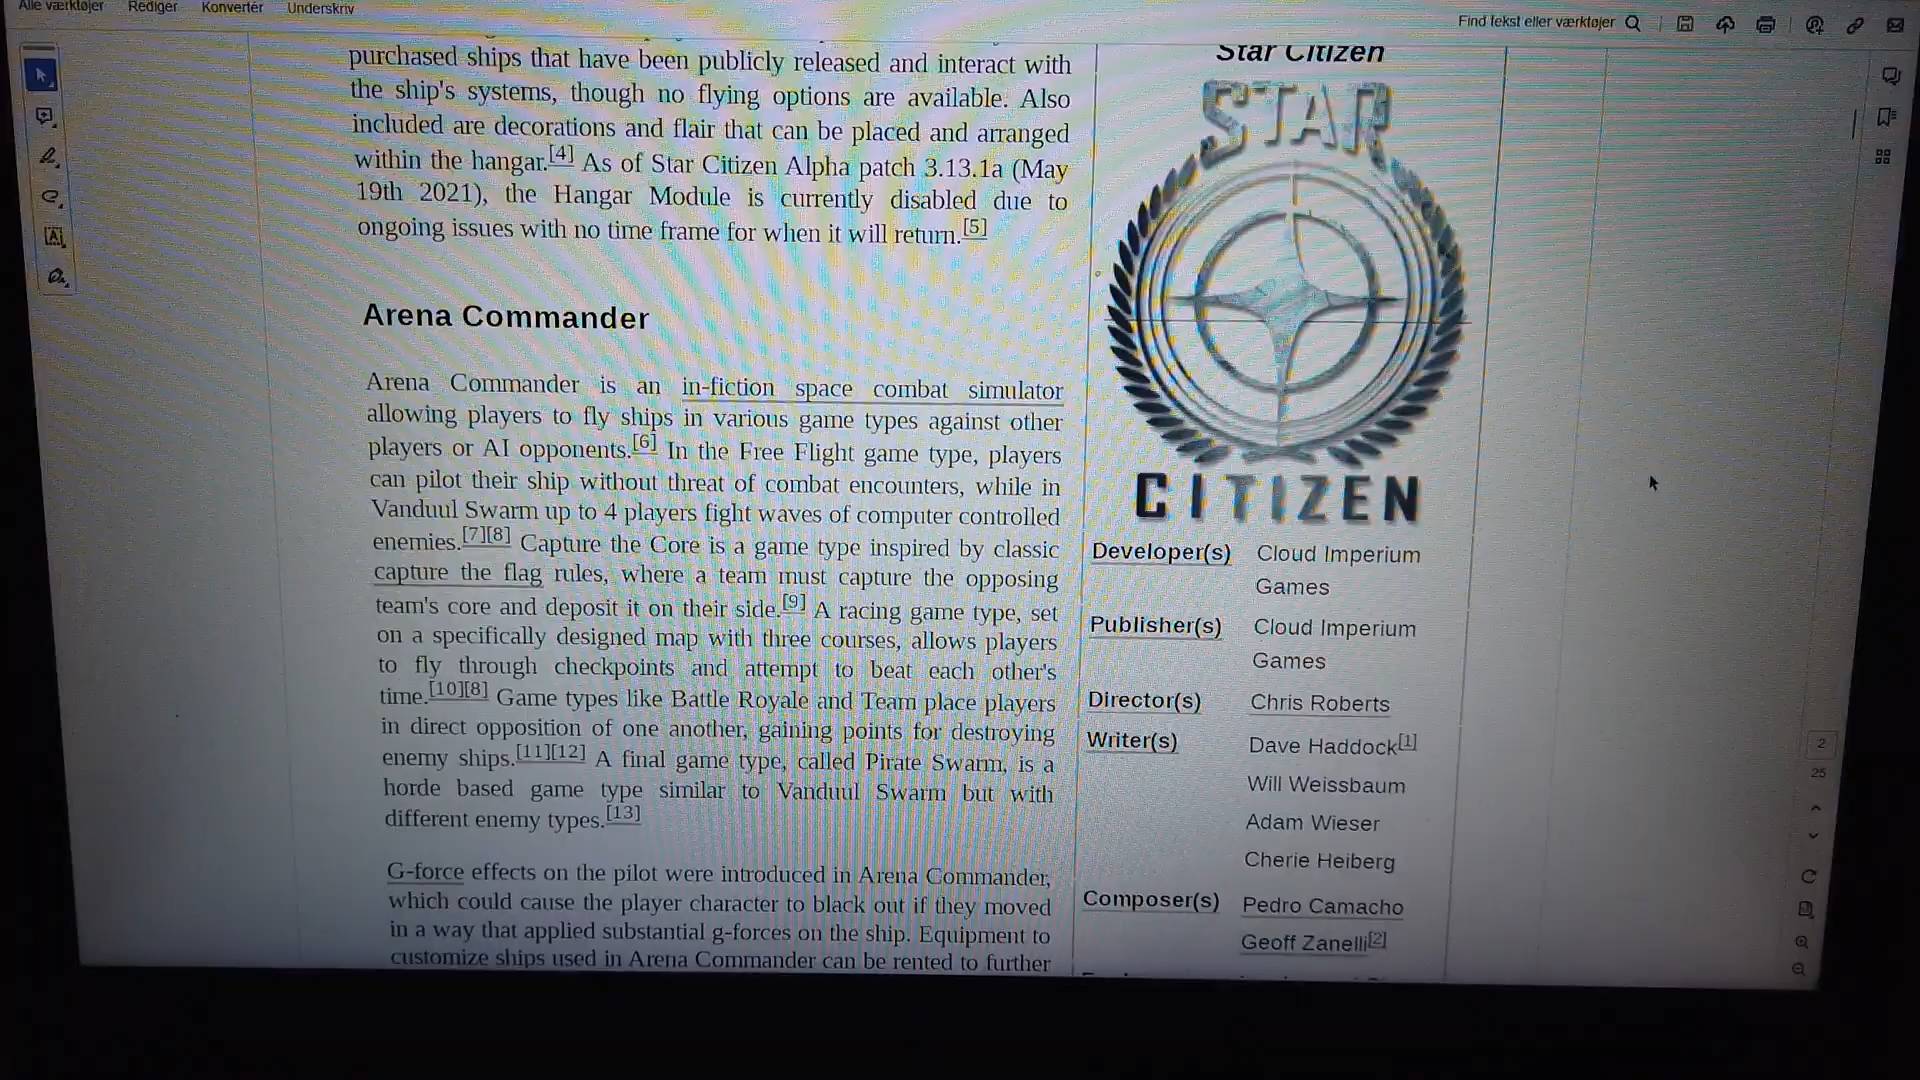 Alle værktøjer Rediger Konvertér Underskriv
Find tekst eller værktøjer
purchased ships that have been publicly released and interact with
the ship's systems, though no flying options are available. Also
included are decorations and flair that can be placed and arranged
within the hangar.[4] As of Star Citizen Alpha patch 3.13.1a (May
19th 2021), the Hangar Module is currently disabled due to
ongoing issues with no time frame for when it will return.[5]
Arena Commander
Arena Commander is an in-fiction space combat simulator
allowing players to fly ships in various game types against other
players or AI opponents.[6] In the Free Flight game type, players
can pilot their ship without threat of combat encounters, while in
Vanduul Swarm up to 4 players fight waves of computer controlled
enemies.[7][8] Capture the Core is a game type inspired by classic
capture the flag rules, where a team must capture the opposing
team's core and deposit it on their side.[9] A racing game type, set
on a specifically designed map with three courses, allows players
to fly through checkpoints and attempt to beat each other's
time.[10][8] Game types like Battle Royale and Team place players
in direct opposition of one another, gaining points for destroying
enemy ships.[11][12] A final game type, called Pirate Swarm, is a
horde based game type similar to Vanduul Swarm but with
different enemy types.[13]
G-force effects on the pilot were introduced in Arena Commander,
which could cause the player character to black out if they moved
in a way that applied substantial g-forces on the ship. Equipment to
customize ships used in Arena Commander can be rented to further
Star Citizen
STAR
CITIZEN
Developer(s) Cloud Imperium
Games
Publisher(s) Cloud Imperium
Games
Director(s) Chris Roberts
Writer(s) Dave Haddock[1]
Will Weissbaum
Adam Wieser
Cherie Heiberg
Composer(s) Pedro Camacho
Geoff Zanelli[2]
2
25